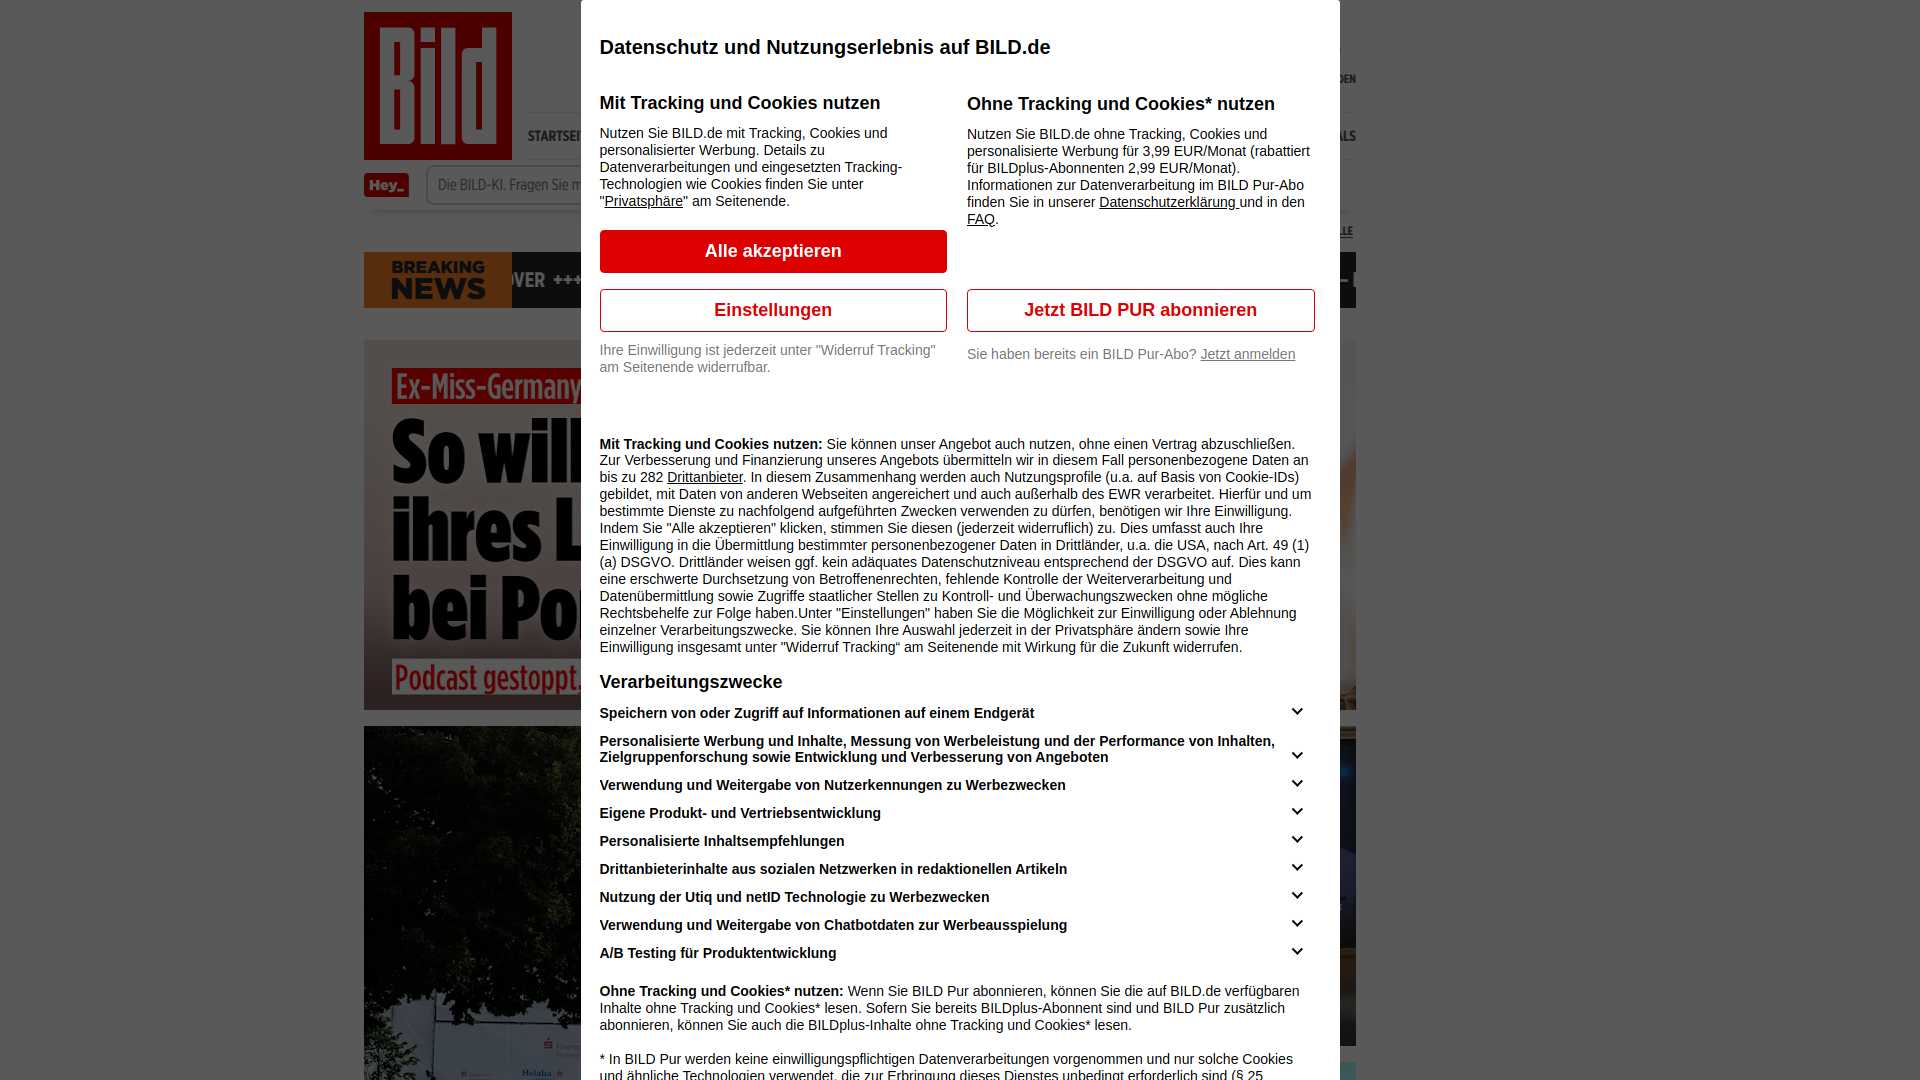 Datenschutz und Nutzungserlebnis auf BILD.de
Mit Tracking und Cookies nutzen
Nutzen Sie BILD.de mit Tracking, Cookies und
personalisierter Werbung. Details zu
Datenverarbeitungen und eingesetzten Tracking-
Technologien wie Cookies finden Sie unter
"Privatsphäre" am Seitenende.
Alle akzeptieren
Einstellungen
Ihre Einwilligung ist jederzeit unter "Widerruf Tracking"
am Seitenende widerrufbar.
Ohne Tracking und Cookies* nutzen
Nutzen Sie BILD.de ohne Tracking, Cookies und
personalisierte Werbung für 3,99 EUR/Monat (rabattiert
für BILDplus-Abonnenten 2,99 EUR/Monat).
Informationen zur Datenverarbeitung im BILD Pur-Abo
finden Sie in unserer Datenschutzerklärung und in den
FAQ.
Jetzt BILD PUR abonnieren
Sie haben bereits ein BILD Pur-Abo? Jetzt anmelden
Mit Tracking und Cookies nutzen: Sie können unser Angebot auch nutzen, ohne einen Vertrag abzuschließen.
Zur Verbesserung und Finanzierung unseres Angebots übermitteln wir in diesem Fall personenbezogene Daten an
bis zu 282 Drittanbieter. In diesem Zusammenhang werden auch Nutzungsprofile (u.a. auf Basis von Cookie-IDs)
gebildet, mit Daten von anderen Webseiten angereichert und auch außerhalb des EWR verarbeitet. Hierfür und um
bestimmte Dienste zu nachfolgend aufgeführten Zwecken verwenden zu dürfen, benötigen wir Ihre Einwilligung.
Indem Sie "Alle akzeptieren" klicken, stimmen Sie diesen (jederzeit widerruflich) zu. Dies umfasst auch Ihre
Einwilligung in die Übermittlung bestimmter personenbezogener Daten in Drittländer, u.a. die USA, nach Art. 49 (1)
(a) DSGVO. Drittländer weisen ggf. kein adäquates Datenschutzniveau entsprechend der DSGVO auf. Dies kann
eine erschwerte Durchsetzung von Betroffenenrechten, fehlende Kontrolle der Weiterverarbeitung und
Datenübermittlung sowie Zugriffe staatlicher Stellen zu Kontroll- und Überwachungszwecken ohne mögliche
Rechtsbehelfe zur Folge haben.Unter "Einstellungen" haben Sie die Möglichkeit zur Einwilligung oder Ablehnung
einzelner Verarbeitungszwecke. Sie können Ihre Auswahl jederzeit in der Privatsphäre ändern sowie Ihre
Einwilligung insgesamt unter "Widerruf Tracking“ am Seitenende mit Wirkung für die Zukunft widerrufen.
Verarbeitungszwecke
Speichern von oder Zugriff auf Informationen auf einem Endgerät
Personalisierte Werbung und Inhalte, Messung von Werbeleistung und der Performance von Inhalten,
Zielgruppenforschung sowie Entwicklung und Verbesserung von Angeboten
Verwendung und Weitergabe von Nutzerkennungen zu Werbezwecken
Eigene Produkt- und Vertriebsentwicklung
Personalisierte Inhaltsempfehlungen
Drittanbieterinhalte aus sozialen Netzwerken in redaktionellen Artikeln
Nutzung der Utiq und netID Technologie zu Werbezwecken
Verwendung und Weitergabe von Chatbotdaten zur Werbeausspielung
A/B Testing für Produktentwicklung
Ohne Tracking und Cookies* nutzen: Wenn Sie BILD Pur abonnieren, können Sie die auf BILD.de verfügbaren
Inhalte ohne Tracking und Cookies* lesen. Sofern Sie bereits BILDplus-Abonnent sind und BILD Pur zusätzlich
abonnieren, können Sie auch die BILDplus-Inhalte ohne Tracking und Cookies* lesen.
* In BILD Pur werden keine einwilligungspflichtigen Datenverarbeitungen vorgenommen und nur solche Cookies
und ähnliche Technologien verwendet, die zur Erbringung dieses Dienstes unbedingt erforderlich sind (§ 25
Bild
STARTSEI
ALS
DEN
Hey_
Die BILD-KI. Fragen Sie m
LLE
BREAKING
NEWS
OVER +++
Ex-Miss-Germany
So will
ihres L
bei Po
Podcast gestoppt.
Helaba